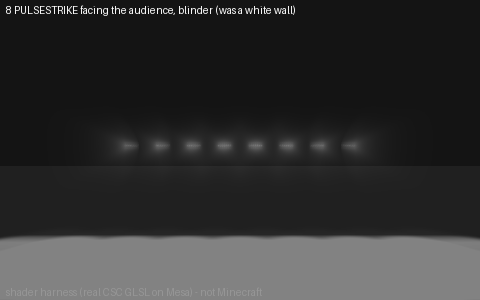 8 PULSESTRIKE facing the audience, blinder (was a white wall)
shader harness (real CSC GLSL on Mesa) - not Minecraft